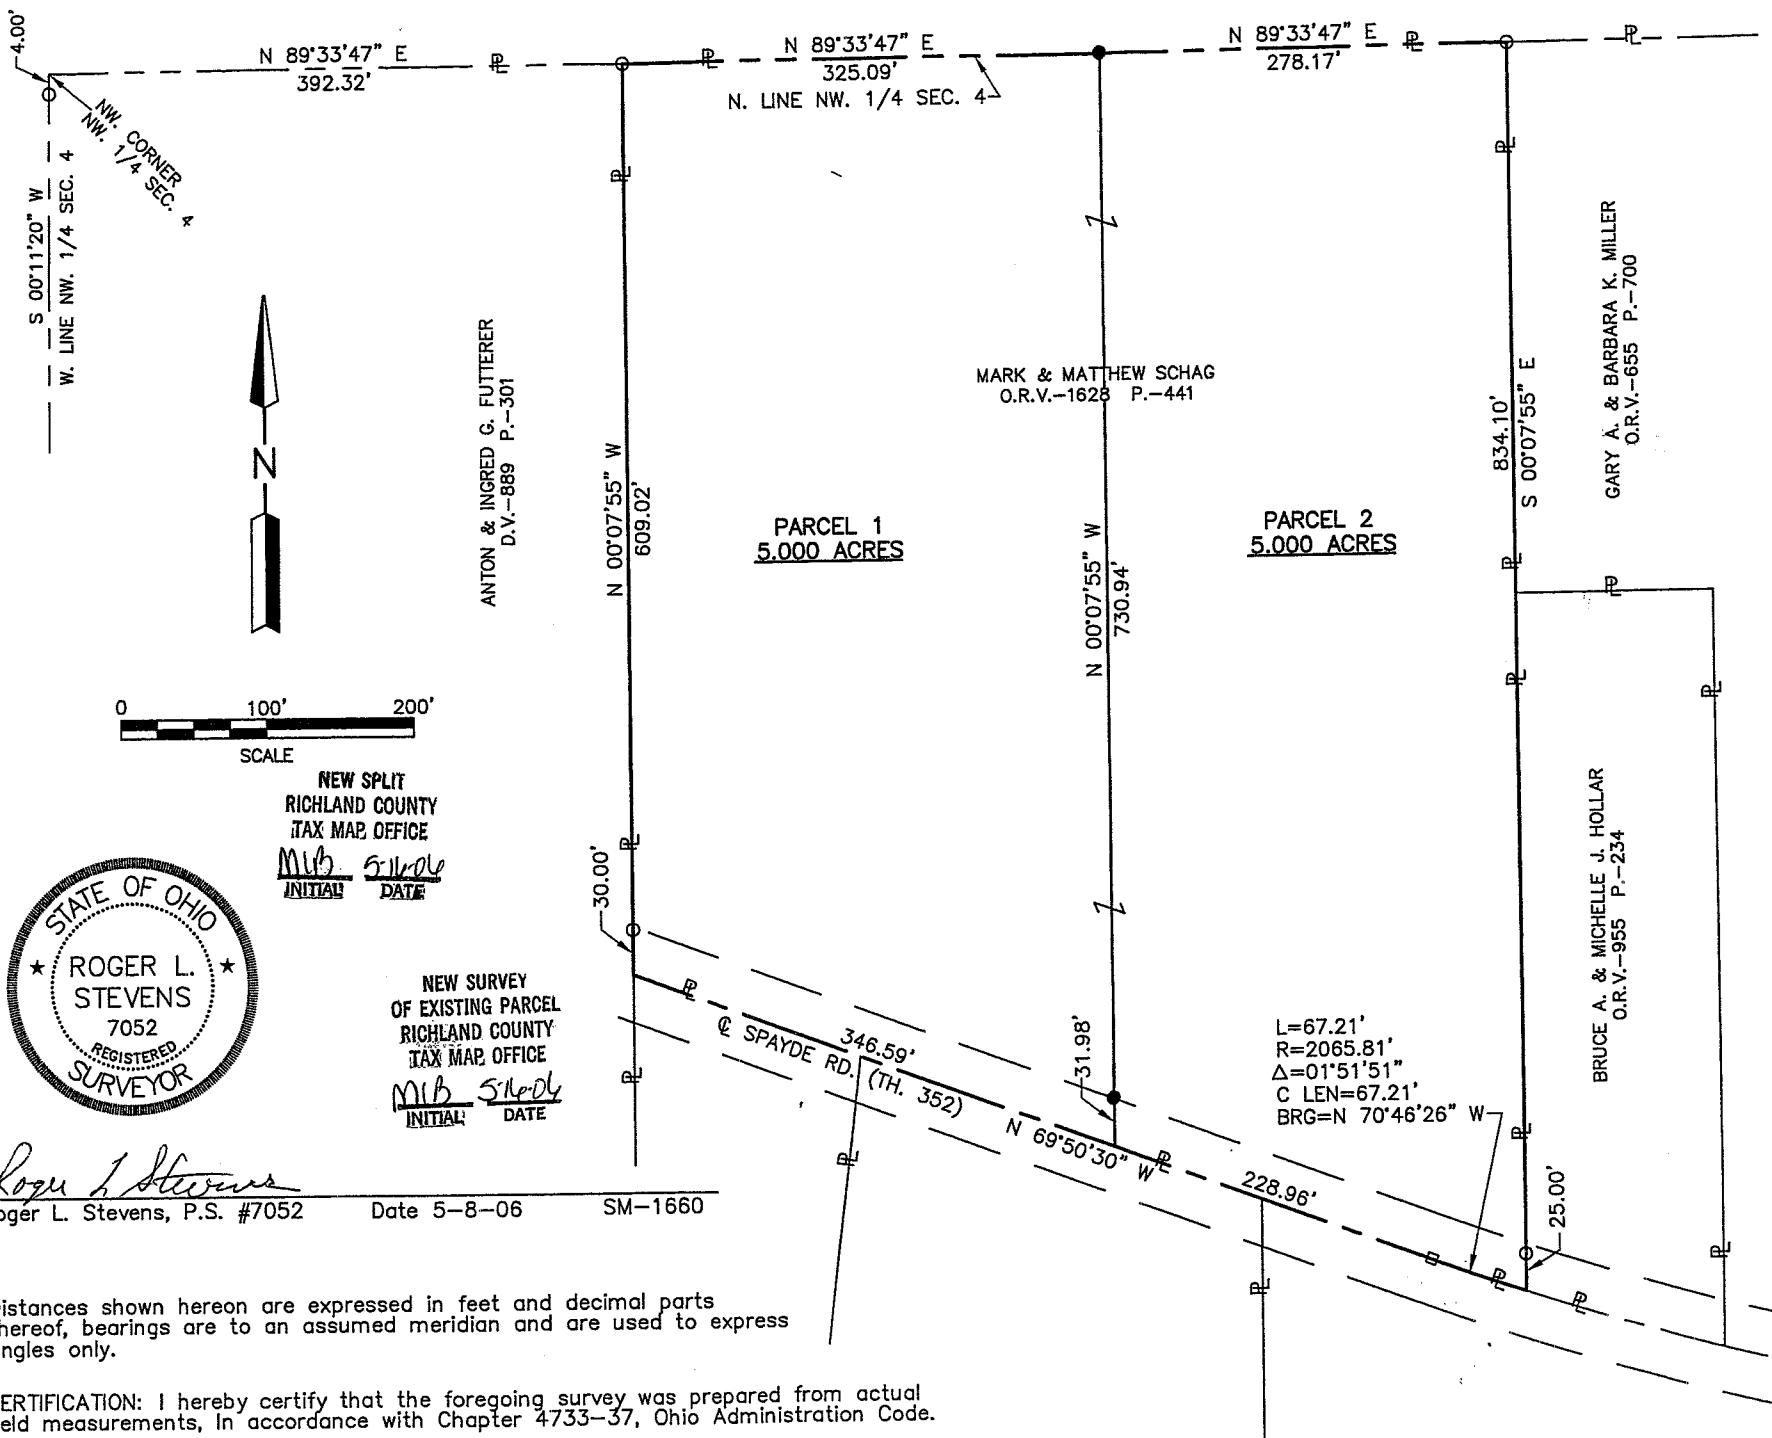 4.00'
N 89°33'47" E
392.32'
N 89°33'47" E
325.09'
N. LINE NW. 1/4 SEC. 4
N 89°33'47" E
278.17'
NW. CORNER
NW. 1/4 SEC. 4
S 00°11'20" W
W. LINE NW. 1/4 SEC. 4
N
ANTON & INGRED G. FUTTERER
D.V.-889 P.-301
N 00°07'55" W
609.02'
MARK & MATTHEW SCHAG
O.R.V.-1628 P.-441
PARCEL 1
5.000 ACRES
N 00°07'55" W
730.94'
PARCEL 2
5.000 ACRES
834.10'
S 00°07'55" E
GARY A. & BARBARA K. MILLER
O.R.V.-655 P.-700
BRUCE A. & MICHELLE J. HOLLAR
O.R.V.-955 P.-234
0 100' 200'
SCALE
NEW SPLIT
RICHLAND COUNTY
TAX MAP OFFICE
MLB 5-16-06
INITIAL DATE
STATE OF OHIO
★ ROGER L. ★
STEVENS
7052
REGISTERED
SURVEYOR
NEW SURVEY
OF EXISTING PARCEL
RICHLAND COUNTY
TAX MAP OFFICE
MLB 5-16-06
INITIAL DATE
30.00'
℄ SPAYDE RD. (TH. 352)
346.59'
N 69°50'30" W
31.98'
228.96'
L=67.21'
R=2065.81'
Δ=01°51'51"
C LEN=67.21'
BRG=N 70°46'26" W
25.00'
Roger L Stevens
oger L. Stevens, P.S. #7052 Date 5-8-06 SM-1660
istances shown hereon are expressed in feet and decimal parts
hereof, bearings are to an assumed meridian and are used to express
ngles only.
ERTIFICATION: I hereby certify that the foregoing survey was prepared from actual
eld measurements, In accordance with Chapter 4733-37, Ohio Administration Code.